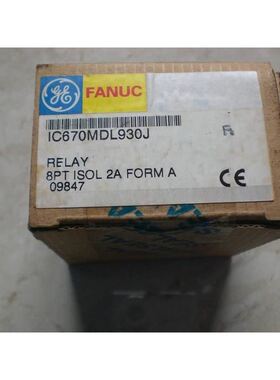 GE FANUC
IC670MDL930J
R
RELAY
8PT ISOL 2A FORM A
09847
CE